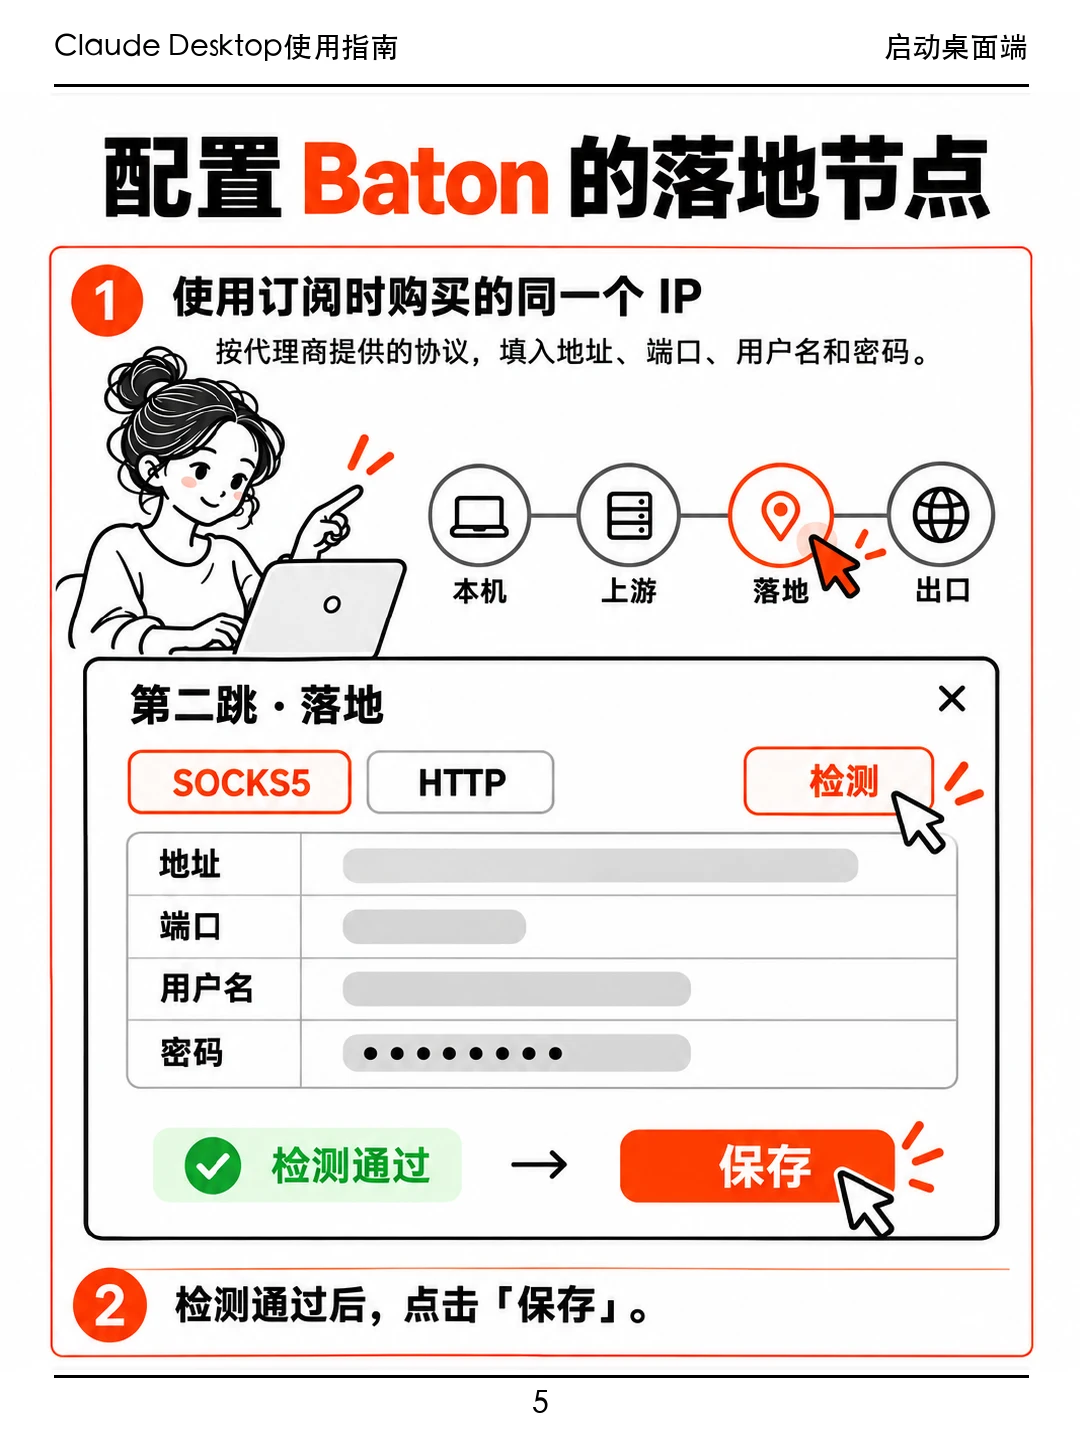 Claude Desktop使用指南
启动桌面端
配置 Baton 的落地节点
1 使用订阅时购买的同一个 IP
按代理商提供的协议，填入地址、端口、用户名和密码。
本机 上游 落地 出口
第二跳 · 落地
SOCKS5 HTTP 检测
地址
端口
用户名
密码
检测通过 → 保存
2 检测通过后，点击「保存」。
5